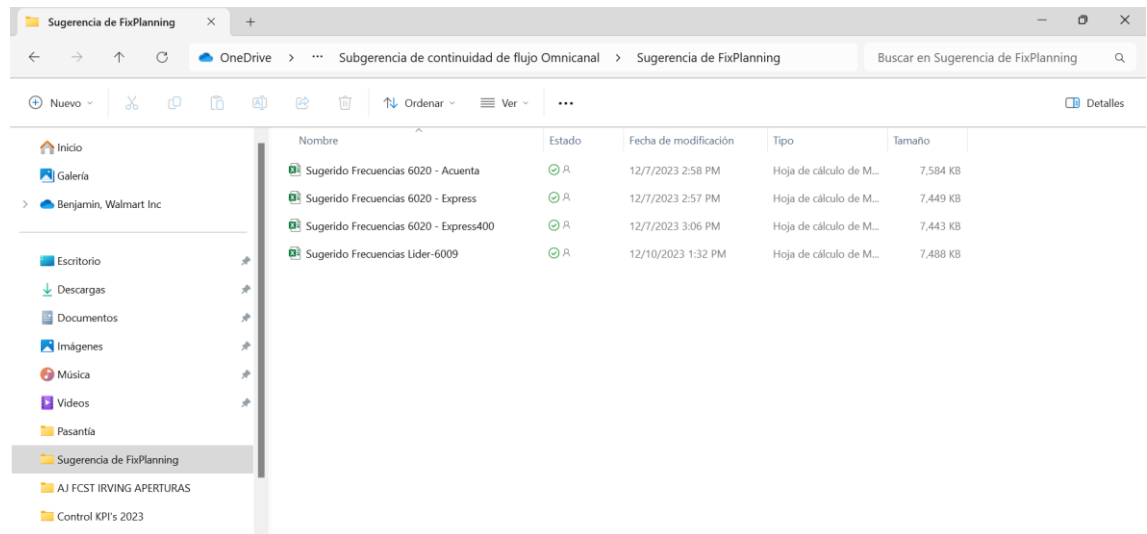 Sugerencia de FixPlanning
OneDrive > ... Subgerencia de continuidad de flujo Omnicanal > Sugerencia de FixPlanning Buscar en Sugerencia de FixPlanning
Nuevo Ordenar Ver ... Detalles
Inicio
Galería
Benjamin, Walmart Inc
Escritorio
Descargas
Documentos
Imágenes
Música
Videos
Pasantía
Sugerencia de FixPlanning
AJ FCST IRVING APERTURAS
Control KPI's 2023
Nombre Estado Fecha de modificación Tipo Tamaño
Sugerido Frecuencias 6020 - Acuenta 12/7/2023 2:58 PM Hoja de cálculo de M... 7,584 KB
Sugerido Frecuencias 6020 - Express 12/7/2023 2:57 PM Hoja de cálculo de M... 7,449 KB
Sugerido Frecuencias 6020 - Express400 12/7/2023 3:06 PM Hoja de cálculo de M... 7,443 KB
Sugerido Frecuencias Lider-6009 12/10/2023 1:32 PM Hoja de cálculo de M... 7,488 KB